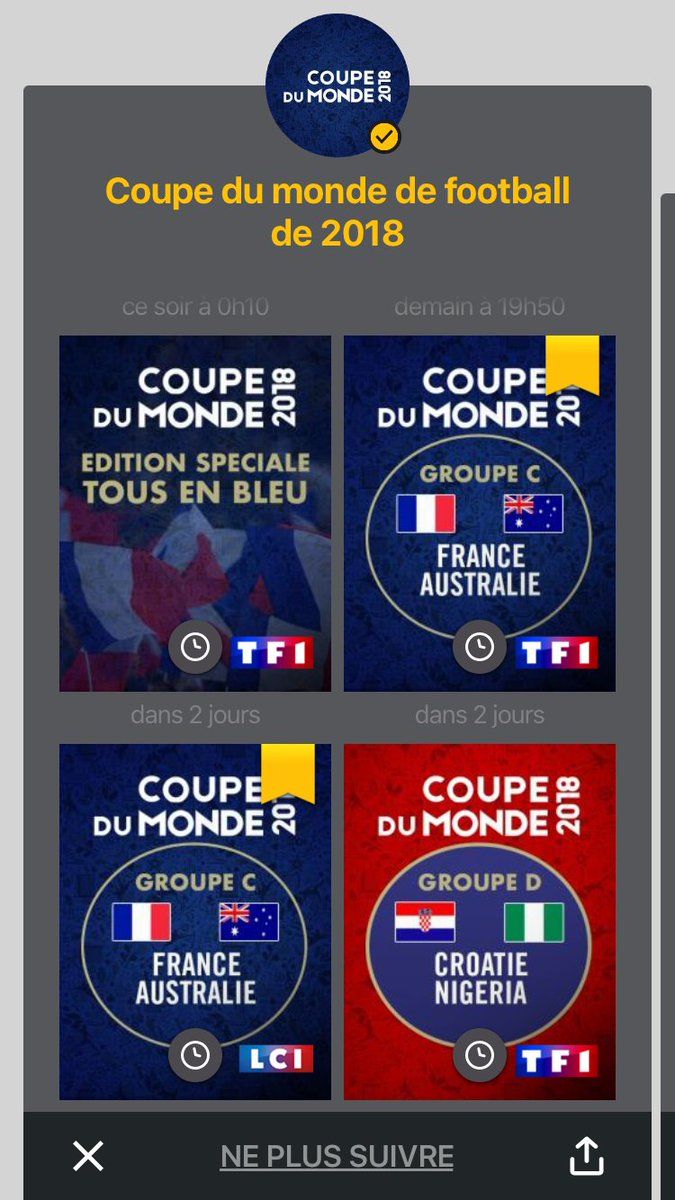 COUPE
DU MONDE 2018
Coupe du monde de football
de 2018
ce soir à 0h10
demain à 19h50
COUPE
DU MONDE 2018
EDITION SPECIALE
TOUS EN BLEU
TF1
COUPE
DU MONDE 201
GROUPE C
FRANCE
AUSTRALIE
TF1
dans 2 jours
dans 2 jours
COUPE
DU MONDE 201
GROUPE C
FRANCE
AUSTRALIE
LCI
COUPE
DU MONDE 2018
GROUPE D
CROATIE
NIGERIA
TF1
NE PLUS SUIVRE